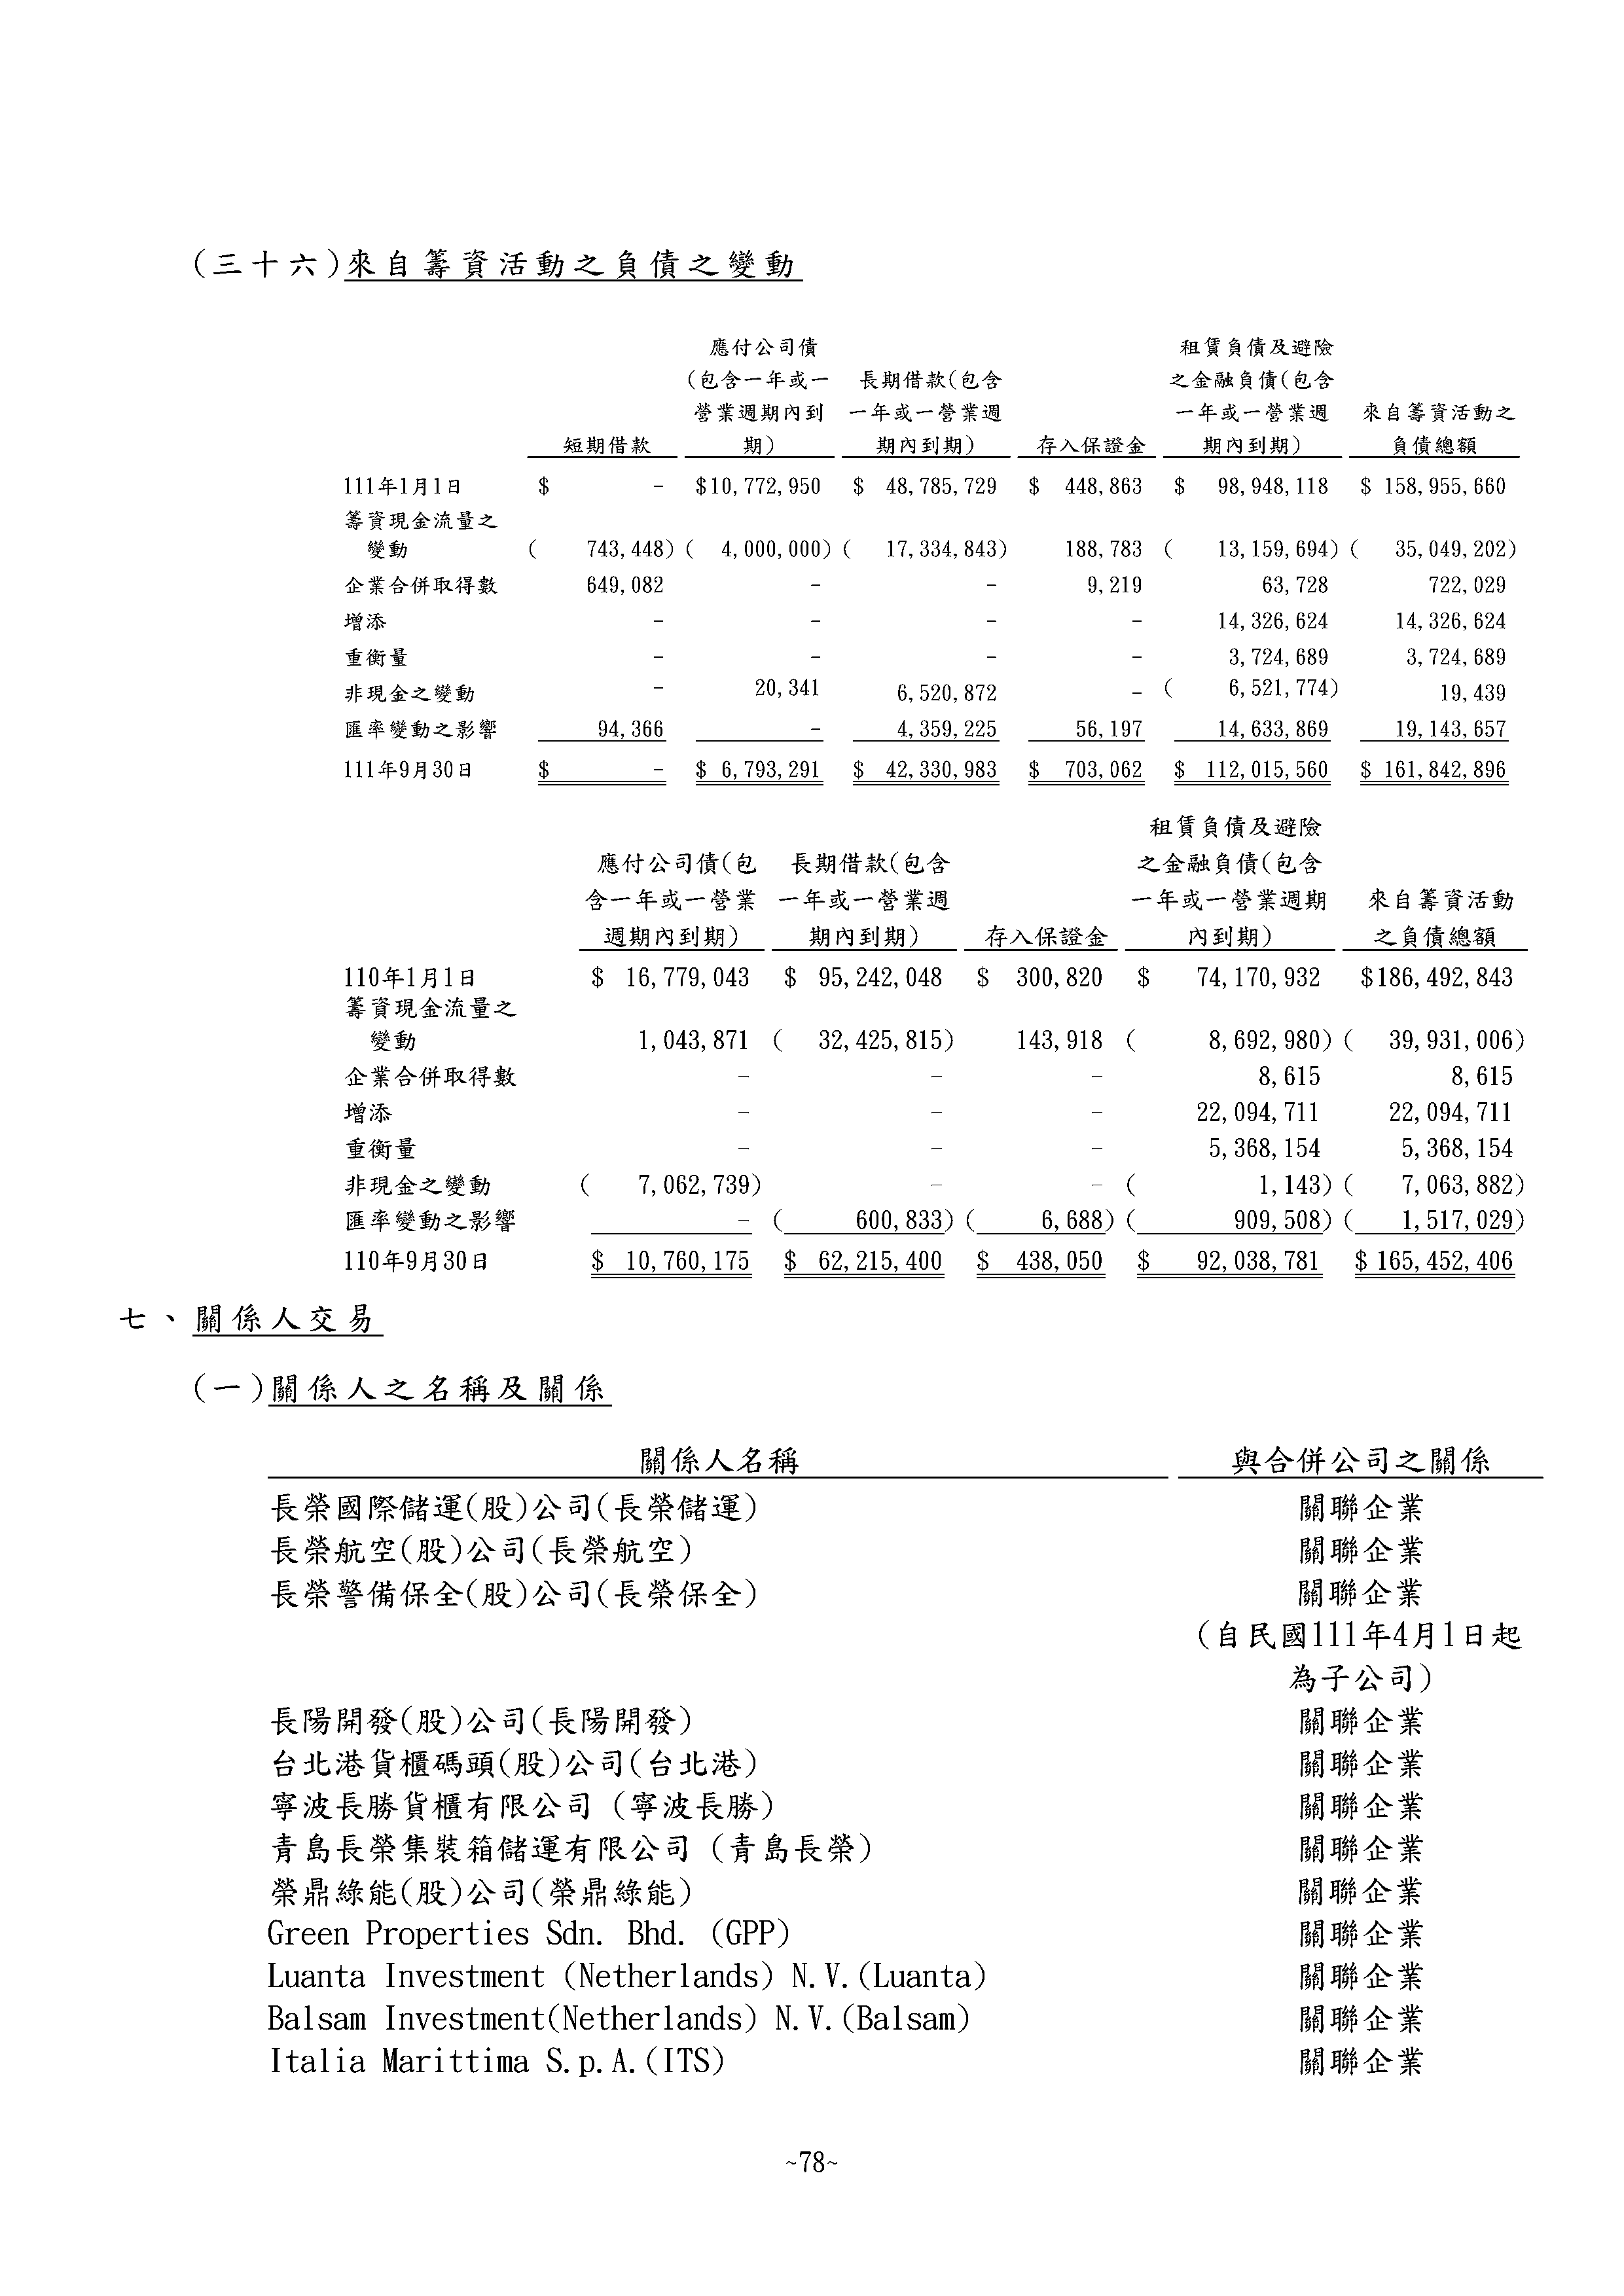 (三十六)來自籌資活動之負債之變動
應付公司債 租賃負債及避險
(包含一年或一 長期借款(包含 之金融負債(包含
營業週期內到 一年或一營業週 一年或一營業週 來自籌資活動之
短期借款 期) 期內到期) 存入保證金 期內到期) 負債總額
111年1月1日 $ - $10,772,950 $ 48,785,729 $ 448,863 $ 98,948,118 $ 158,955,660
籌資現金流量之
變動 ( 743,448) ( 4,000,000) ( 17,334,843) 188,783 ( 13,159,694) ( 35,049,202)
企業合併取得數 649,082 - - 9,219 63,728 722,029
增添 - - - - 14,326,624 14,326,624
重衡量 - - - - 3,724,689 3,724,689
非現金之變動 - 20,341 6,520,872 - ( 6,521,774) 19,439
匯率變動之影響 94,366 - 4,359,225 56,197 14,633,869 19,143,657
111年9月30日 $ - $ 6,793,291 $ 42,330,983 $ 703,062 $ 112,015,560 $ 161,842,896
租賃負債及避險
應付公司債(包 長期借款(包含 之金融負債(包含
含一年或一營業 一年或一營業週 一年或一營業週期 來自籌資活動
週期內到期) 期內到期) 存入保證金 內到期) 之負債總額
110年1月1日 $ 16,779,043 $ 95,242,048 $ 300,820 $ 74,170,932 $186,492,843
籌資現金流量之
變動 1,043,871 ( 32,425,815) 143,918 ( 8,692,980) ( 39,931,006)
企業合併取得數 - - - 8,615 8,615
增添 - - - 22,094,711 22,094,711
重衡量 - - - 5,368,154 5,368,154
非現金之變動 ( 7,062,739) - - ( 1,143) ( 7,063,882)
匯率變動之影響 - ( 600,833) ( 6,688) ( 909,508) ( 1,517,029)
110年9月30日 $ 10,760,175 $ 62,215,400 $ 438,050 $ 92,038,781 $ 165,452,406
七、關係人交易
(一)關係人之名稱及關係
關係人名稱 與合併公司之關係
長榮國際儲運(股)公司(長榮儲運) 關聯企業
長榮航空(股)公司(長榮航空) 關聯企業
長榮警備保全(股)公司(長榮保全) 關聯企業
(自民國111年4月1日起
為子公司)
長陽開發(股)公司(長陽開發) 關聯企業
台北港貨櫃碼頭(股)公司(台北港) 關聯企業
寧波長勝貨櫃有限公司 (寧波長勝) 關聯企業
青島長榮集裝箱儲運有限公司 (青島長榮) 關聯企業
榮鼎綠能(股)公司(榮鼎綠能) 關聯企業
Green Properties Sdn. Bhd. (GPP) 關聯企業
Luanta Investment (Netherlands) N.V.(Luanta) 關聯企業
Balsam Investment(Netherlands) N.V.(Balsam) 關聯企業
Italia Marittima S.p.A.(ITS) 關聯企業
~78~